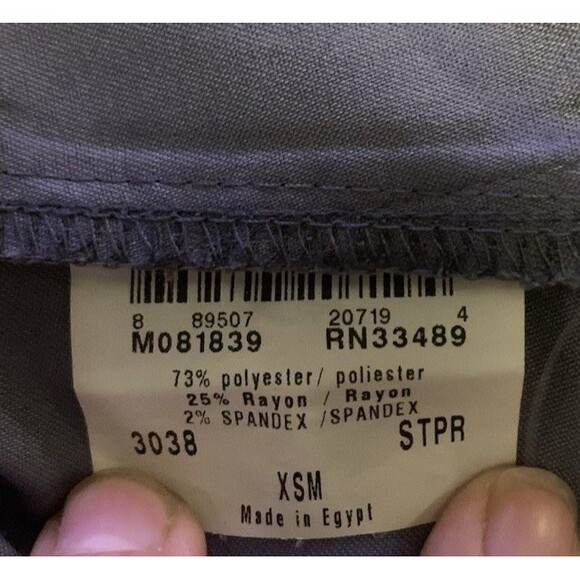 8 89507 20719 4
M081839 RN33489
73% polyester/ poliester
25% Rayon / Rayon
2% SPANDEX /SPANDEX
3038 STPR
XSM
Made in Egypt